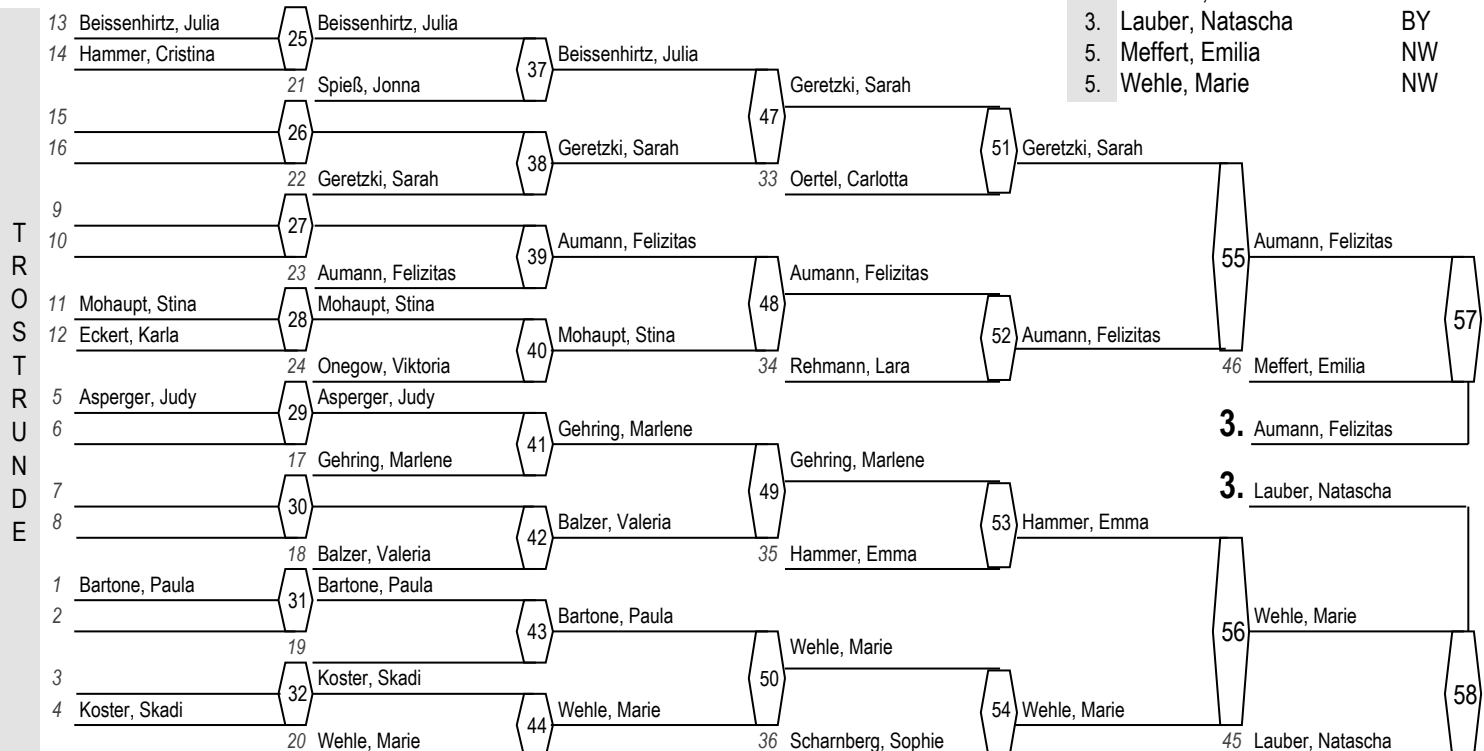 3. Lauber, Natascha BY
13 Beissenhirtz, Julia 25 Beissenhirtz, Julia
5. Meffert, Emilia NW
14 Hammer, Cristina 37 Beissenhirtz, Julia
5. Wehle, Marie NW
21 Spieß, Jonna Geretzki, Sarah
15 26 47
16 38 Geretzki, Sarah 51 Geretzki, Sarah
22 Geretzki, Sarah 33 Oertel, Carlotta
9 27
10 39 Aumann, Felizitas 55 Aumann, Felizitas
23 Aumann, Felizitas Aumann, Felizitas
11 Mohaupt, Stina 28 Mohaupt, Stina 48 57
12 Eckert, Karla 40 Mohaupt, Stina 52 Aumann, Felizitas
24 Onegow, Viktoria 34 Rehmann, Lara 46 Meffert, Emilia
5 Asperger, Judy 29 Asperger, Judy
6 41 Gehring, Marlene 3. Aumann, Felizitas
17 Gehring, Marlene Gehring, Marlene
7 30 49 3. Lauber, Natascha
8 42 Balzer, Valeria 53 Hammer, Emma
18 Balzer, Valeria 35 Hammer, Emma
1 Bartone, Paula 31 Bartone, Paula
2 43 Bartone, Paula 56 Wehle, Marie
19 Wehle, Marie
3 32 Koster, Skadi 50 58
4 Koster, Skadi 44 Wehle, Marie 54 Wehle, Marie
20 Wehle, Marie 36 Scharnberg, Sophie 45 Lauber, Natascha
TROSTRUNDE